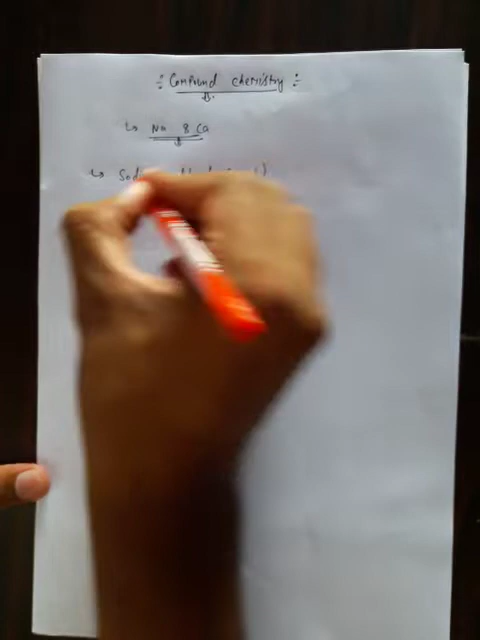 ÷ Compound chemistry ÷
↳ Na & Ca
↳ Sod